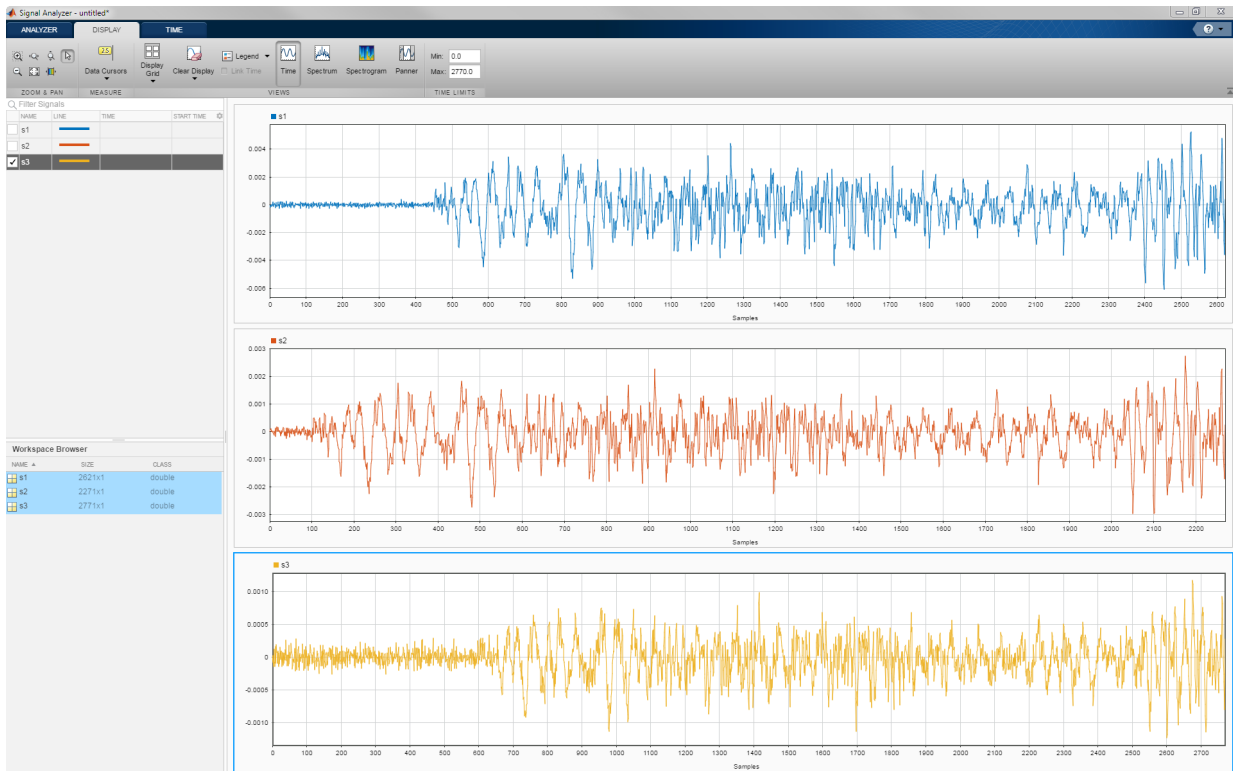 Signal Analyzer - untitled*
ANALYZER DISPLAY TIME
?
Data Cursors
Display Grid
Clear Display
Legend
Link Time
Time
Spectrum
Spectrogram
Panner
Min: 0.0
Max: 2770.0
ZOOM & PAN MEASURE VIEWS TIME LIMITS
Filter Signals
NAME LINE TIME START TIME
s1
s2
s3
Workspace Browser
NAME SIZE CLASS
s1 2621x1 double
s2 2271x1 double
s3 2771x1 double
s1
0.004
0.002
0
-0.002
-0.004
-0.006
0 100 200 300 400 500 600 700 800 900 1000 1100 1200 1300 1400 1500 1600 1700 1800 1900 2000 2100 2200 2300 2400 2500 2600
Samples
s2
0.003
0.002
0.001
0
-0.001
-0.002
-0.003
0 100 200 300 400 500 600 700 800 900 1000 1100 1200 1300 1400 1500 1600 1700 1800 1900 2000 2100 2200
Samples
s3
0.0010
0.0005
0
-0.0005
-0.0010
0 100 200 300 400 500 600 700 800 900 1000 1100 1200 1300 1400 1500 1600 1700 1800 1900 2000 2100 2200 2300 2400 2500 2600 2700
Samples